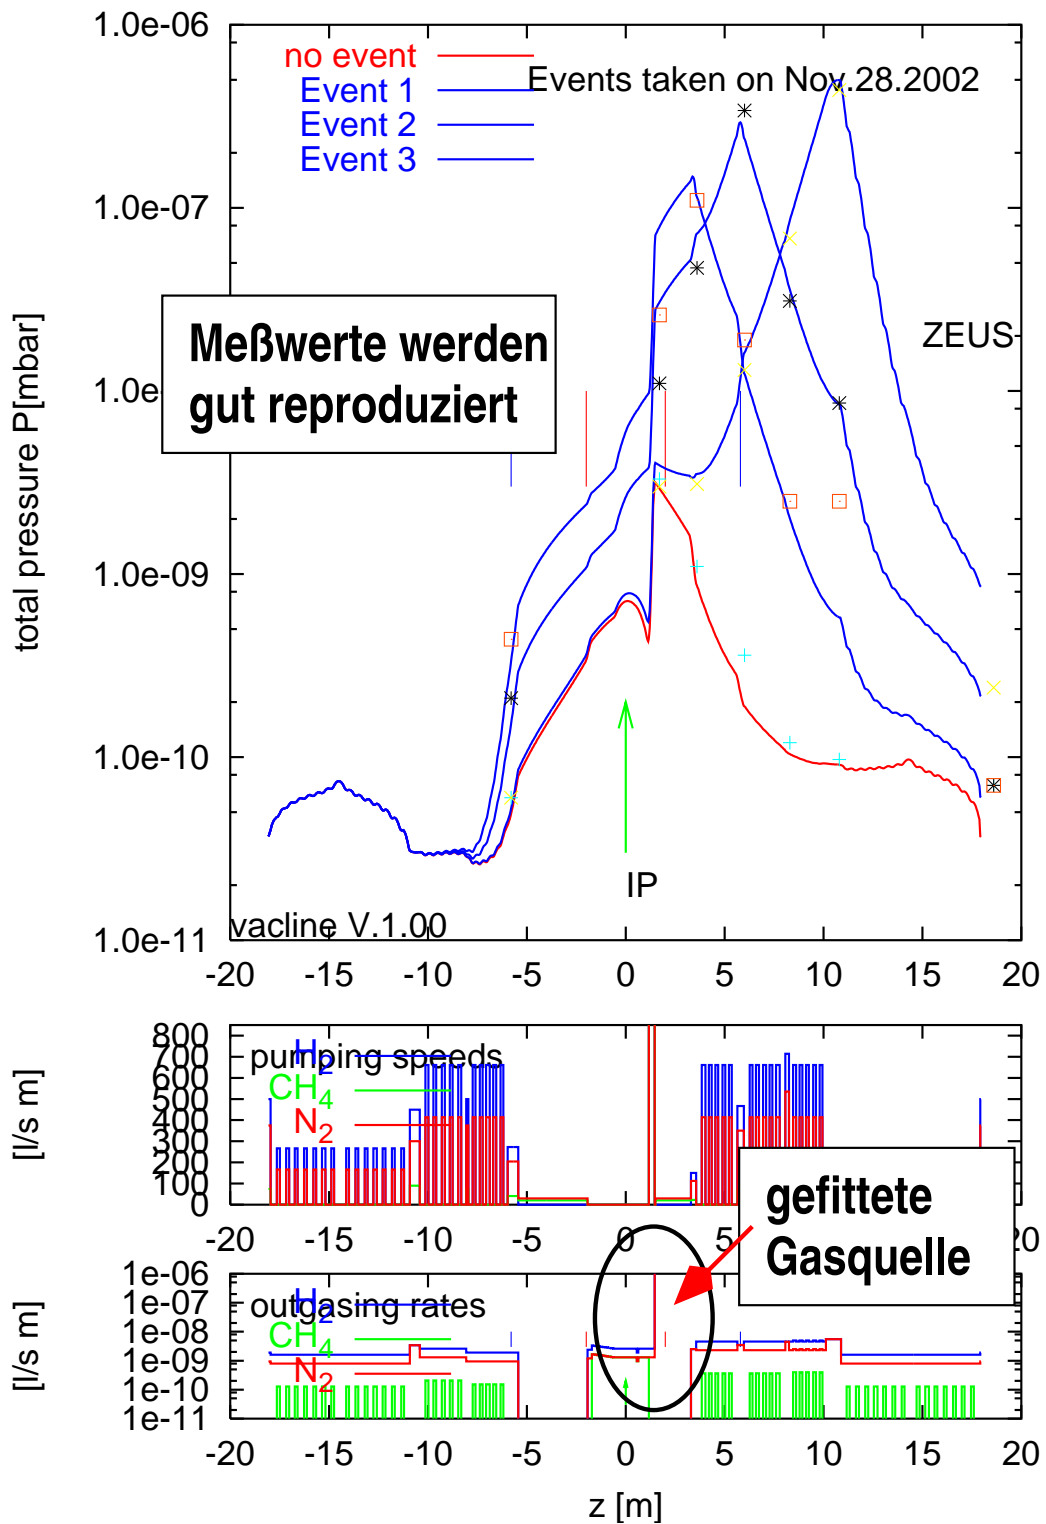 1.0e-06
no event
Events taken on Nov.28.2002
Event 1
Event 2
Event 3
1.0e-07
ZEUS
Meßwerte werden
gut reproduziert
1.0e
total pressure P[mbar]
1.0e-09
1.0e-10
IP
vacline V.1.00
1.0e-11
-20 -15 -10 -5 0 5 10 15 20
pumping speeds
H2
CH4
N2
[l/s m]
800
700
600
500
400
300
200
100
0
-20 -15 -10 -5 0 5 20
gefittete
Gasquelle
outgasing rates
H2
CH4
N2
[l/s m]
1e-06
1e-07
1e-08
1e-09
1e-10
1e-11
-20 -15 -10 -5 0 5 10 15 20
z [m]